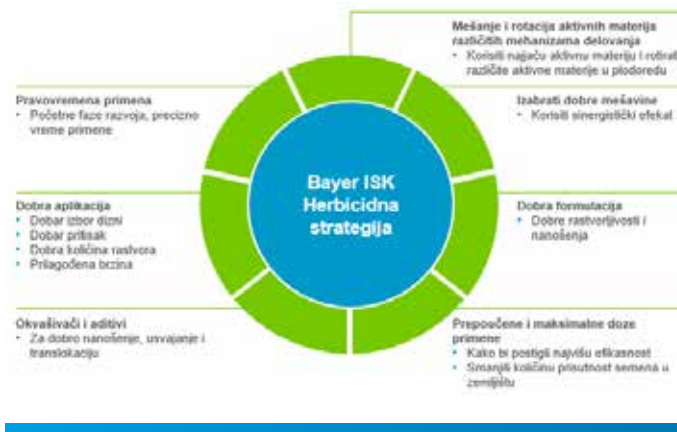 Mešanje i rotacija aktivnih materija
različitih mehanizama delovanja
• Koristi najjaču aktivnu materiju i rotirati
različite aktivne materije u plodoredu
Pravovremena primena
• Početne faze razvoja, precizno
vreme primene
Izabrati dobre mešavine
• Koristi sinergistički efekat
Bayer ISK
Herbicidna
strategija
Dobra aplikacija
• Dobar izbor dizni
• Dobar pritisak
• Dobra količina rastvora
• Prilagođena brzina
Dobra formulacija
• Dobre rastvorljivosti i
nanošenja
Okvašivači i aditivi
• Za dobro nanošenje, usvajanje i
translokaciju
Preporučene i maksimalne doze
primene
• Kako bi postigli najvišu efikasnost
• Smanjili količinu prisutnost semena u
zemljištu